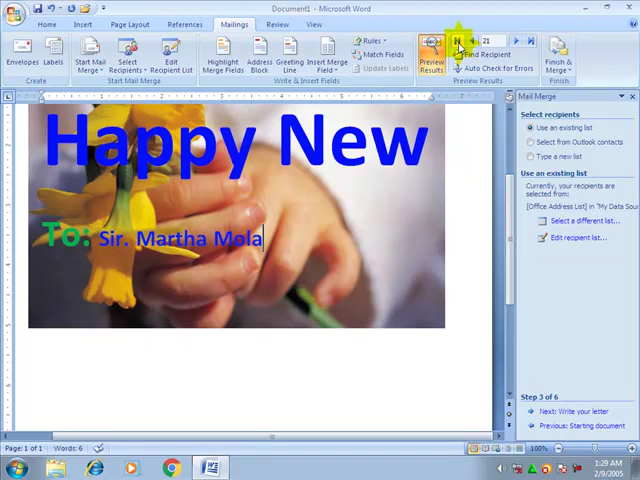 Document1 - Microsoft Word
Home Insert Page Layout References Mailings Review View
Envelopes
Labels
Create
Start Mail Merge
Select Recipients
Edit Recipient List
Start Mail Merge
Highlight Merge Fields
Address Block
Greeting Line
Insert Merge Field
Rules
Match Fields
Update Labels
Write & Insert Fields
Preview Results
21
Find Recipient
Auto Check for Errors
Preview Results
Finish & Merge
Finish
Happy New
To: Sir. Martha Mola
Mail Merge
Select recipients
Use an existing list
Select from Outlook contacts
Type a new list
Use an existing list
Currently, your recipients are
selected from:
[Office Address List] in "My Data Sour
Select a different list...
Edit recipient list...
Step 3 of 6
Next: Write your letter
Previous: Starting document
Page: 1 of 1 Words: 6
100%
1:29 AM
2/9/2005